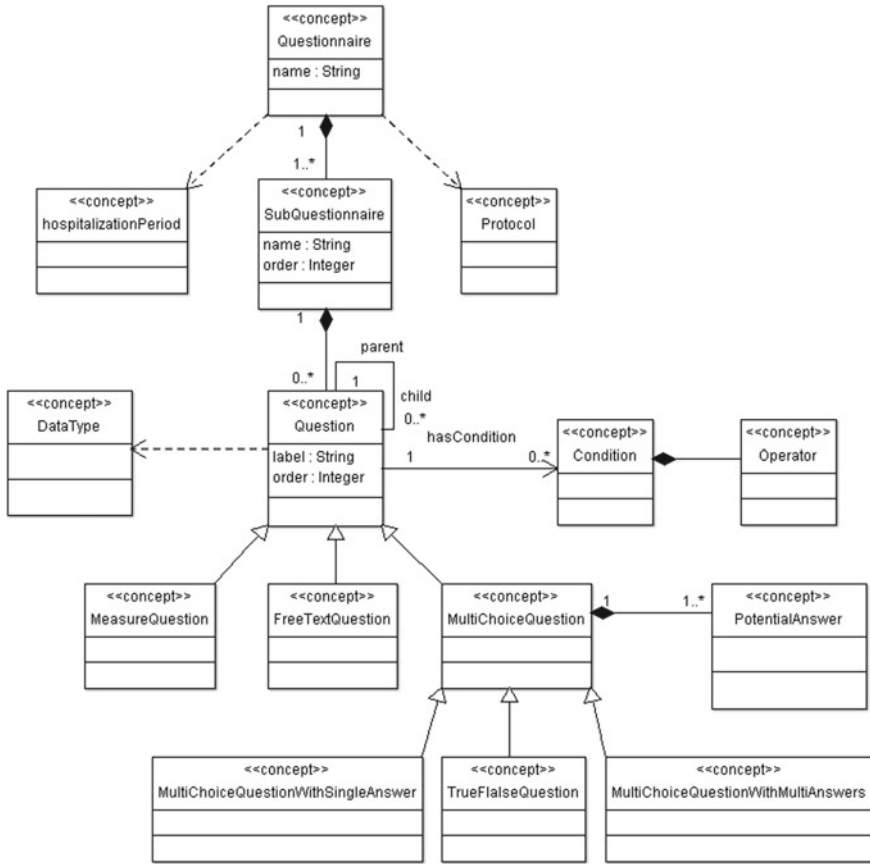 <<concept>>
Questionnaire
name : String
1
1..*
<<concept>>
hospitalizationPeriod
<<concept>>
SubQuestionnaire
name : String
order : Integer
<<concept>>
Protocol
1
0..*
parent
1
child
0..*
<<concept>>
DataType
<<concept>>
Question
label : String
order : Integer
hasCondition
1
0..*
<<concept>>
Condition
<<concept>>
Operator
<<concept>>
MeasureQuestion
<<concept>>
FreeTextQuestion
<<concept>>
MultiChoiceQuestion
1
1..*
<<concept>>
PotentialAnswer
<<concept>>
MultiChoiceQuestionWithSingleAnswer
<<concept>>
TrueFlalseQuestion
<<concept>>
MultiChoiceQuestionWithMultiAnswers